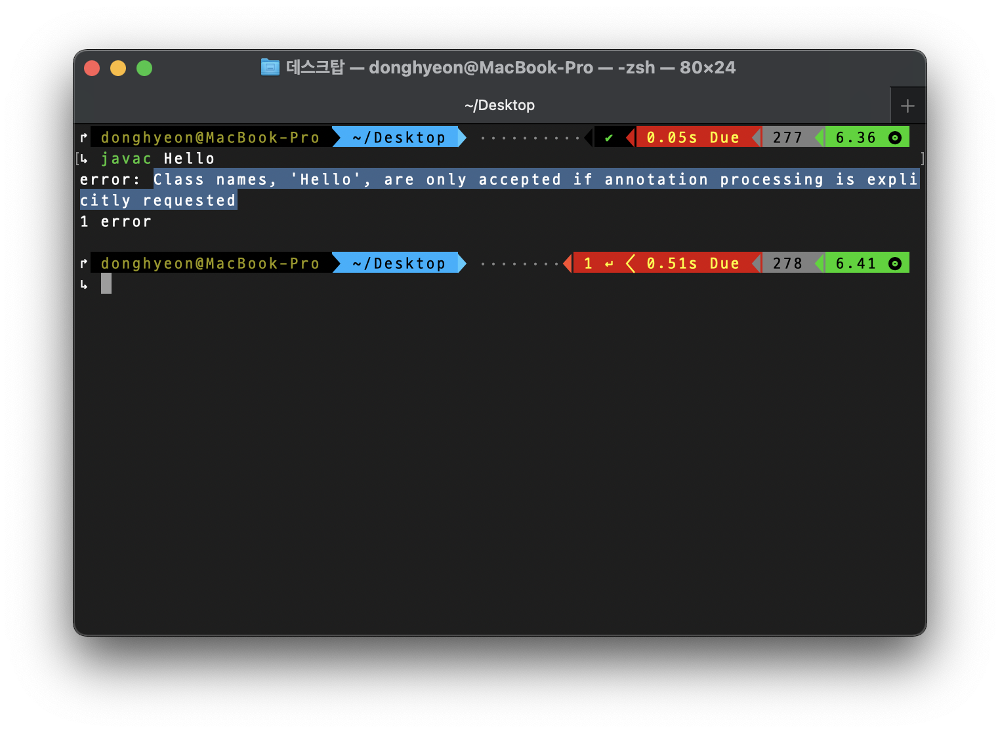 데스크탑 — donghyeon@MacBook-Pro — -zsh — 80×24
~/Desktop
↱ donghyeon@MacBook-Pro ~/Desktop ·········· ✔ 0.05s Due 277 6.36
[↳ javac Hello ]
error: Class names, 'Hello', are only accepted if annotation processing is expli
citly requested
1 error
↱ donghyeon@MacBook-Pro ~/Desktop ········ 1 ↵ 0.51s Due 278 6.41
↳